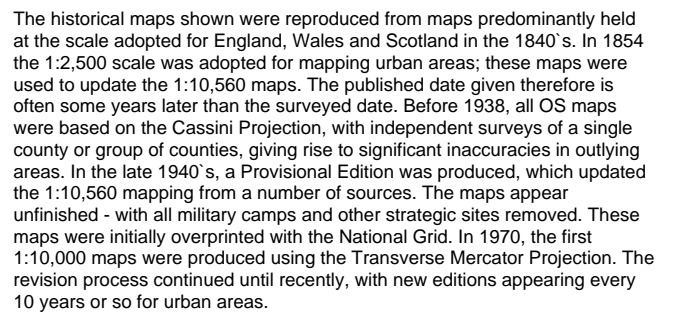 The historical maps shown were reproduced from maps predominantly held
at the scale adopted for England, Wales and Scotland in the 1840`s. In 1854
the 1:2,500 scale was adopted for mapping urban areas; these maps were
used to update the 1:10,560 maps. The published date given therefore is
often some years later than the surveyed date. Before 1938, all OS maps
were based on the Cassini Projection, with independent surveys of a single
county or group of counties, giving rise to significant inaccuracies in outlying
areas. In the late 1940`s, a Provisional Edition was produced, which updated
the 1:10,560 mapping from a number of sources. The maps appear
unfinished - with all military camps and other strategic sites removed. These
maps were initially overprinted with the National Grid. In 1970, the first
1:10,000 maps were produced using the Transverse Mercator Projection. The
revision process continued until recently, with new editions appearing every
10 years or so for urban areas.